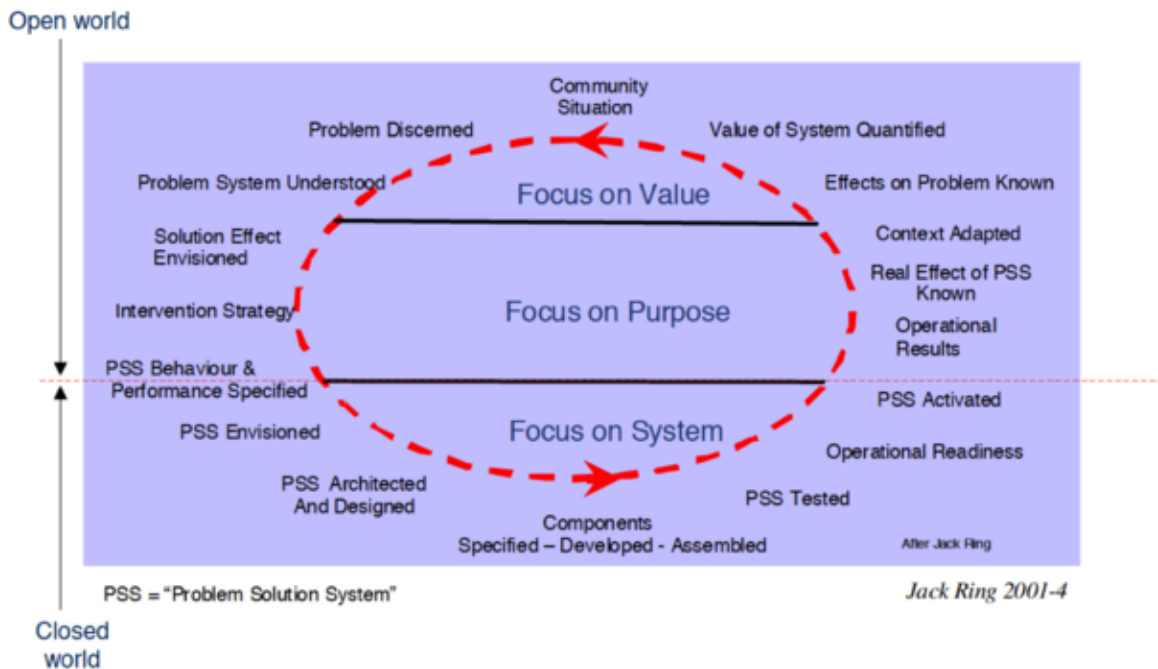 Open world
Community
Situation
Problem Discerned
Value of System Quantified
Problem System Understood
Focus on Value
Effects on Problem Known
Solution Effect
Envisioned
Context Adapted
Real Effect of PSS
Known
Intervention Strategy
Focus on Purpose
Operational
Results
PSS Behaviour &
Performance Specified
PSS Activated
PSS Envisioned
Focus on System
Operational Readiness
PSS Architected
And Designed
PSS Tested
Components
Specified – Developed - Assembled
After Jack Ring
PSS = “Problem Solution System”
Jack Ring 2001-4
Closed
world